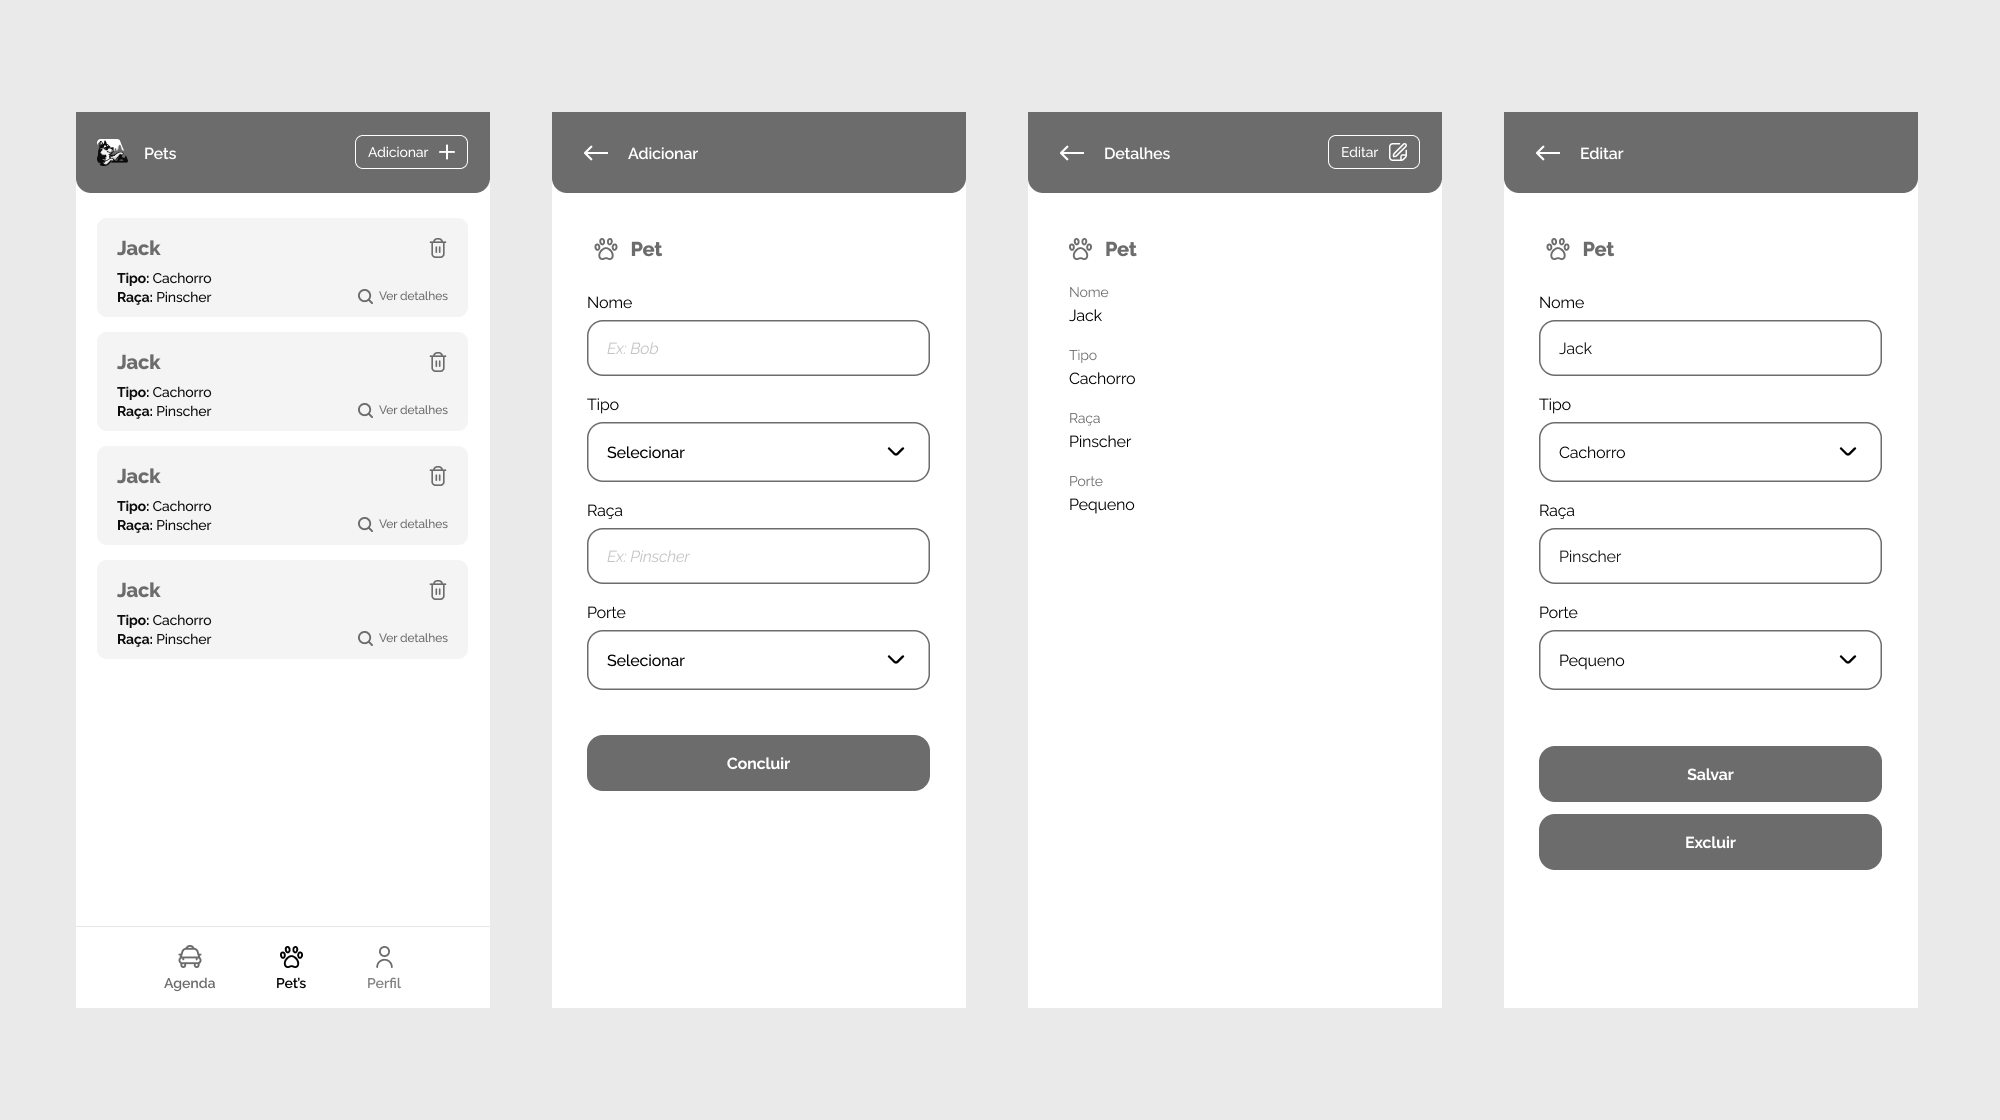 Pets
Adicionar
Jack
Tipo: Cachorro
Raça: Pinscher
Ver detalhes
Jack
Tipo: Cachorro
Raça: Pinscher
Ver detalhes
Jack
Tipo: Cachorro
Raça: Pinscher
Ver detalhes
Jack
Tipo: Cachorro
Raça: Pinscher
Ver detalhes
Agenda
Pet's
Perfil
Adicionar
Pet
Nome
Ex: Bob
Tipo
Selecionar
Raça
Ex: Pinscher
Porte
Selecionar
Concluir
Detalhes
Editar
Pet
Nome
Jack
Tipo
Cachorro
Raça
Pinscher
Porte
Pequeno
Editar
Pet
Nome
Jack
Tipo
Cachorro
Raça
Pinscher
Porte
Pequeno
Salvar
Excluir